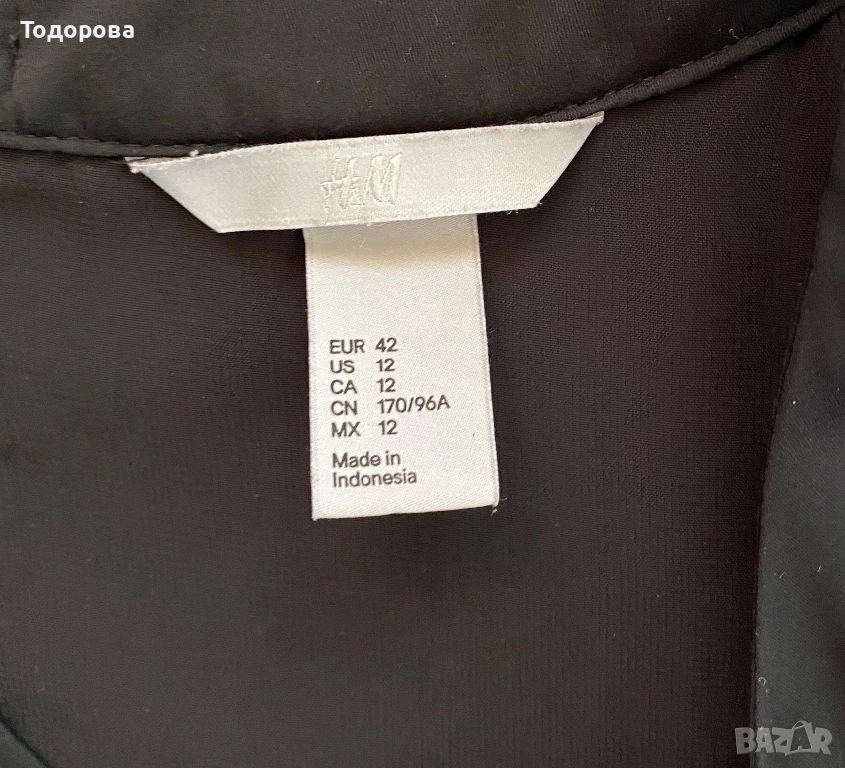 Тодорова
H&M
EUR 42
US 12
CA 12
CN 170/96A
MX 12
Made in
Indonesia
BAZAR